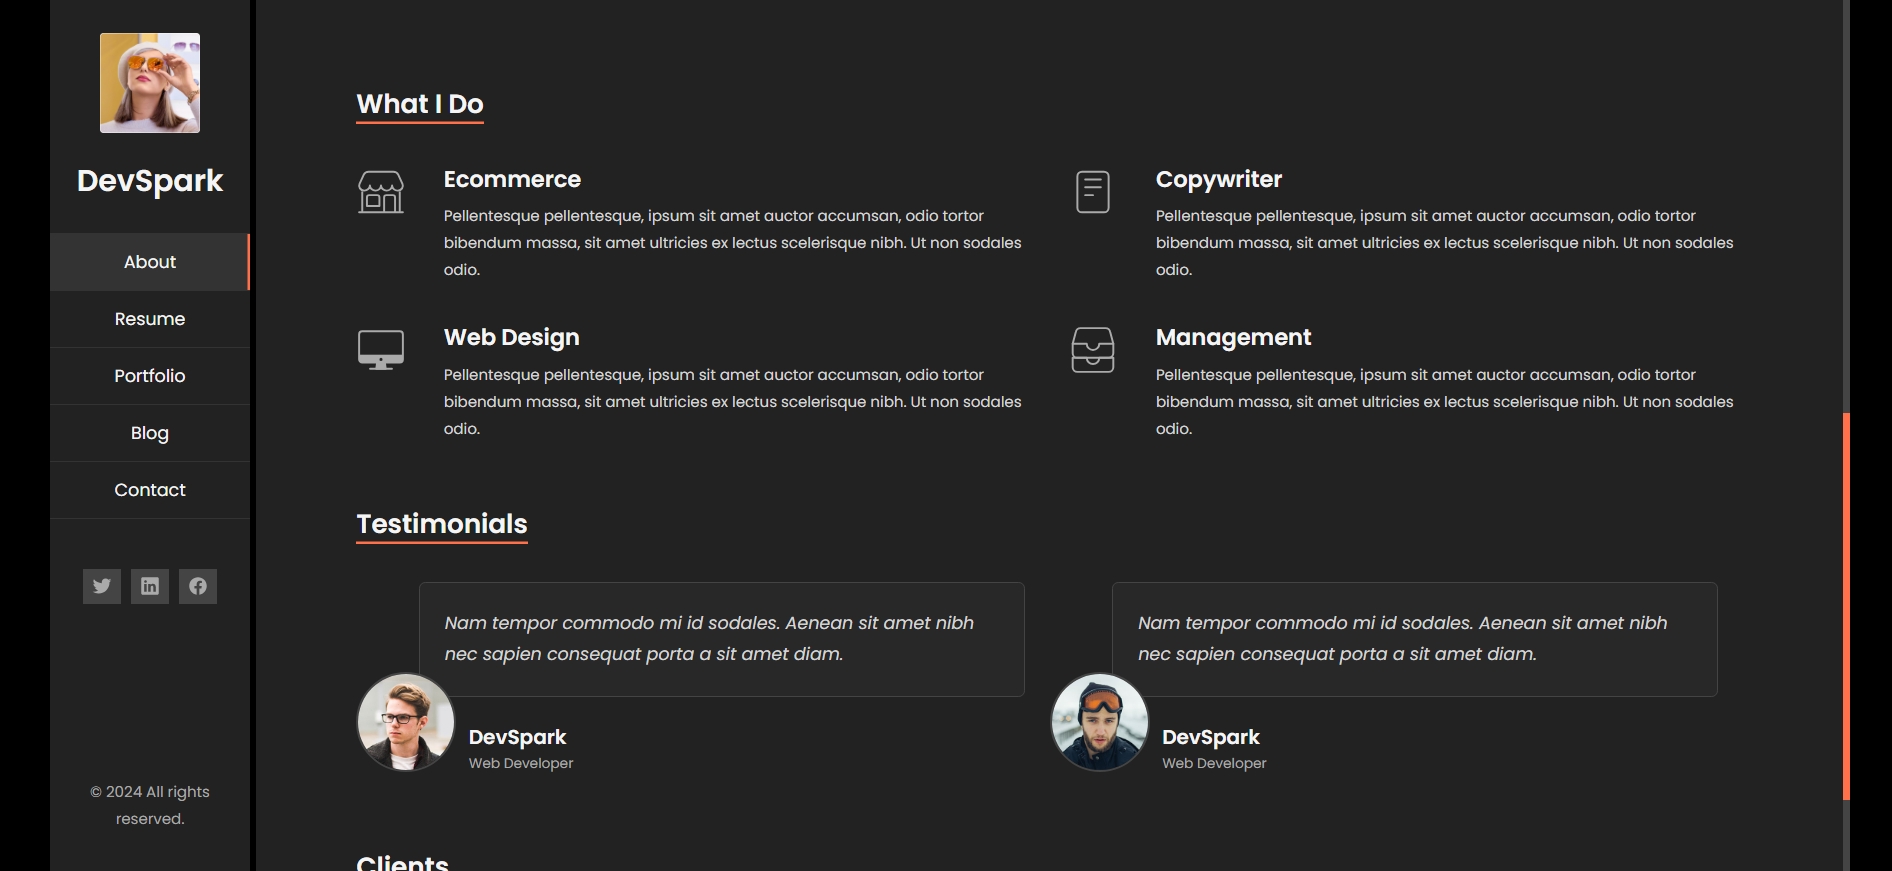 DevSpark
About
Resume
Portfolio
Blog
Contact
© 2024 All rights
reserved.
What I Do
Ecommerce
Pellentesque pellentesque, ipsum sit amet auctor accumsan, odio tortor
bibendum massa, sit amet ultricies ex lectus scelerisque nibh. Ut non sodales
odio.
Copywriter
Pellentesque pellentesque, ipsum sit amet auctor accumsan, odio tortor
bibendum massa, sit amet ultricies ex lectus scelerisque nibh. Ut non sodales
odio.
Web Design
Pellentesque pellentesque, ipsum sit amet auctor accumsan, odio tortor
bibendum massa, sit amet ultricies ex lectus scelerisque nibh. Ut non sodales
odio.
Management
Pellentesque pellentesque, ipsum sit amet auctor accumsan, odio tortor
bibendum massa, sit amet ultricies ex lectus scelerisque nibh. Ut non sodales
odio.
Testimonials
Nam tempor commodo mi id sodales. Aenean sit amet nibh
nec sapien consequat porta a sit amet diam.
DevSpark
Web Developer
Nam tempor commodo mi id sodales. Aenean sit amet nibh
nec sapien consequat porta a sit amet diam.
DevSpark
Web Developer
Clients